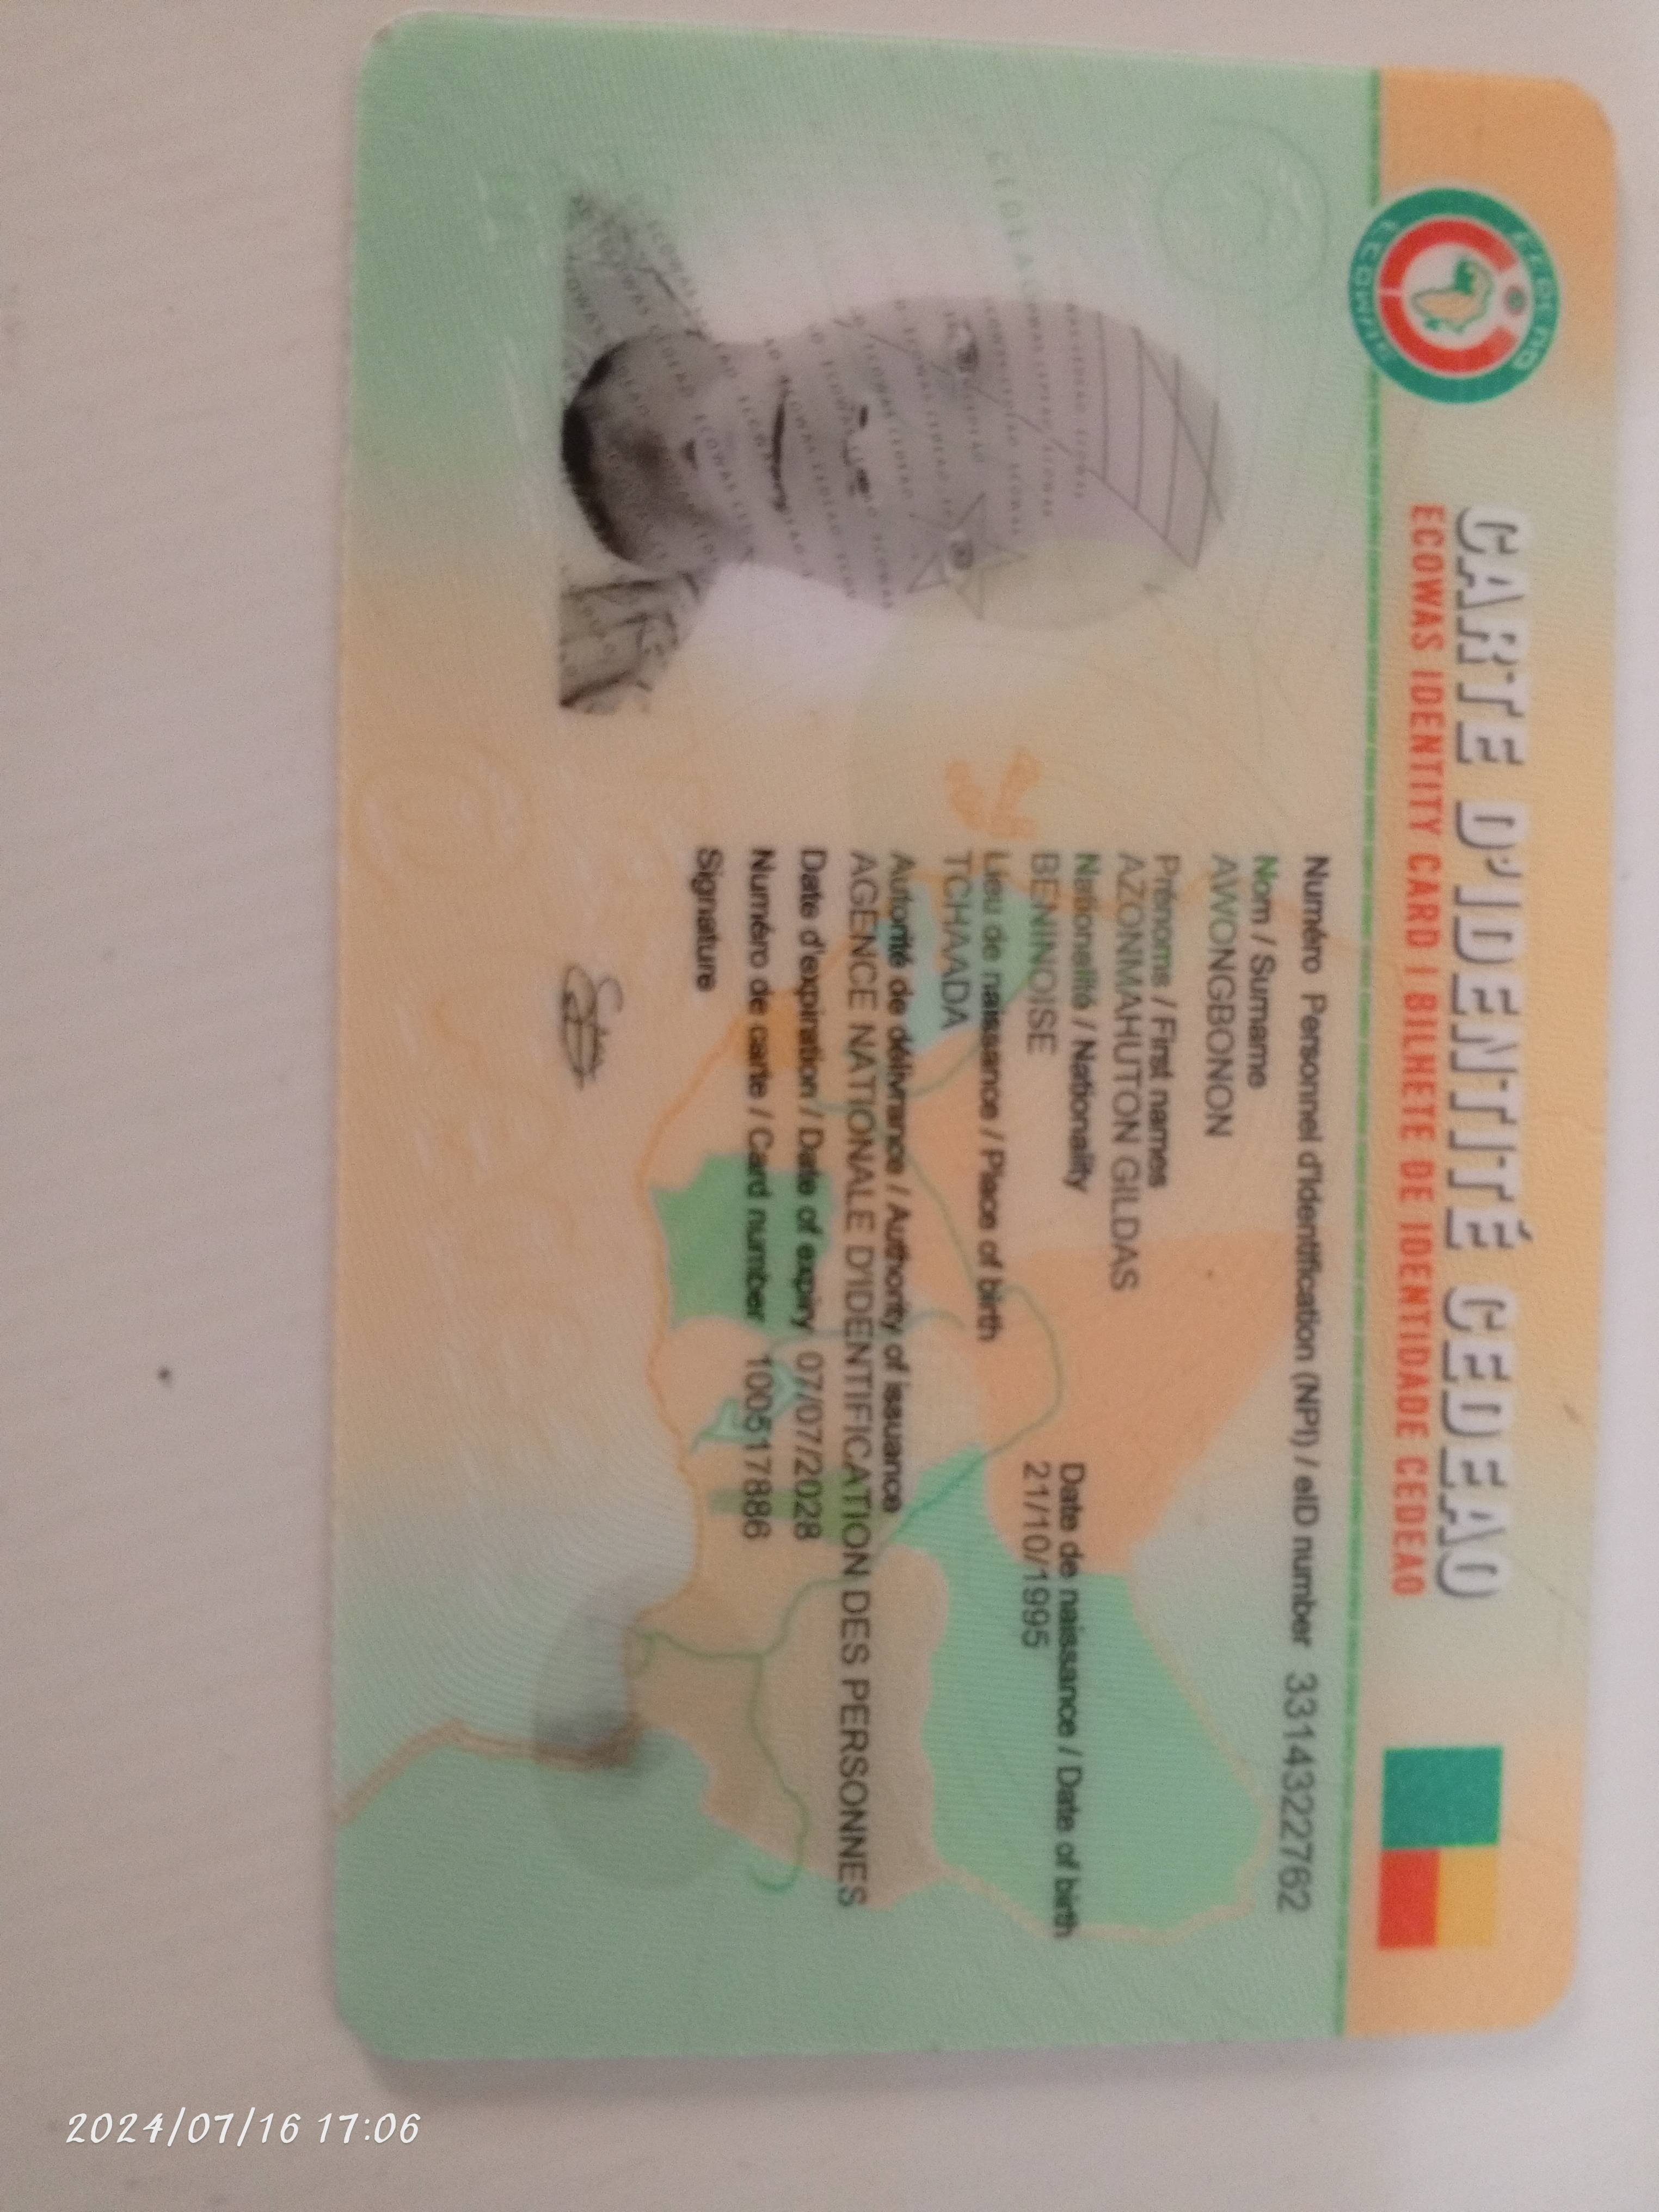 CARTE D'IDENTITÉ CEDEAO
ECOWAS IDENTITY CARD | BILHETE DE IDENTIDADE CEDEAO
Numéro Personnel d'Identification (NPI) / eID number 3314322762
Nom / Surname
AWONGBONON
Prénoms / First names
AZONMAHUTON GILDAS
Nationalité / Nationality
BENINOISE
Date de naissance / Date of birth
21/10/1995
Lieu de naissance / Place of birth
TCHAADA
Autorité de délivrance / Authority of issuance
AGENCE NATIONALE D'IDENTIFICATION DES PERSONNES
Date d'expiration / Date of expiry 07/07/2028
Numéro de carte / Card number 100517886
Signature
2024/07/16 17:06